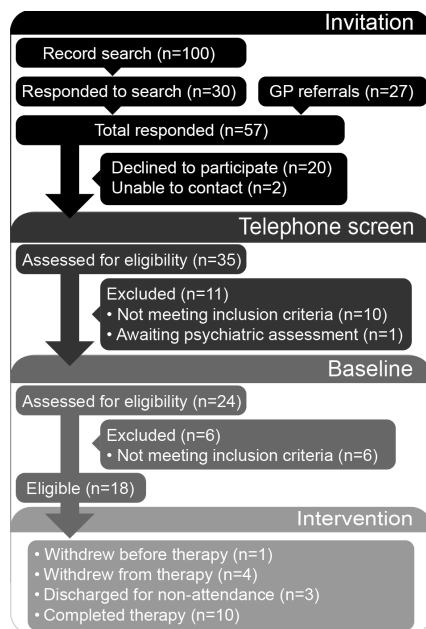 Invitation
Record search (n=100)
Responded to search (n=30)
GP referrals (n=27)
Total responded (n=57)
Declined to participate (n=20)
Unable to contact (n=2)
Telephone screen
Assessed for eligibility (n=35)
Excluded (n=11)
• Not meeting inclusion criteria (n=10)
• Awaiting psychiatric assessment (n=1)
Baseline
Assessed for eligibility (n=24)
Excluded (n=6)
• Not meeting inclusion criteria (n=6)
Eligible (n=18)
Intervention
• Withdrew before therapy (n=1)
• Withdrew from therapy (n=4)
• Discharged for non-attendance (n=3)
• Completed therapy (n=10)